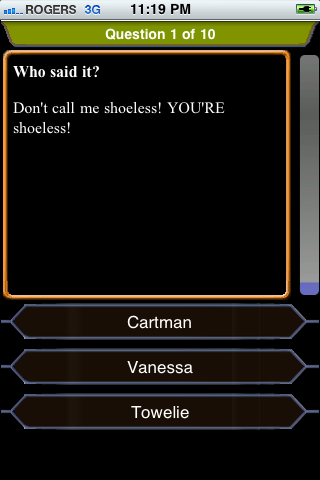 ROGERS 3G 11:19 PM
Question 1 of 10
Who said it?
Don't call me shoeless! YOU'RE
shoeless!
Cartman
Vanessa
Towelie